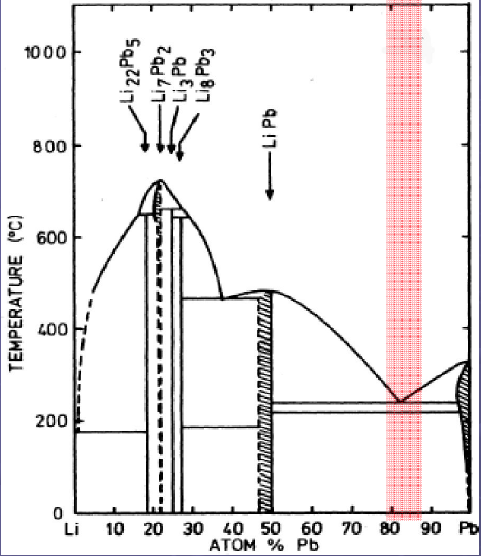 1000
800
600
400
200
0
TEMPERATURE (°C)
Li22Pb5
Li7Pb2
Li3Pb
Li8Pb3
LiPb
Li 10 20 30 40 50 60 70 80 90 Pb
ATOM % Pb